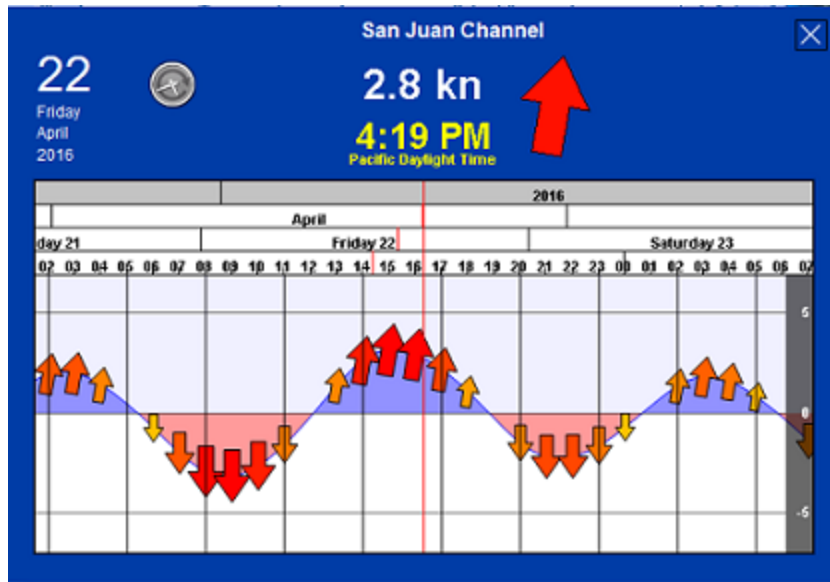 San Juan Channel
22
Friday
April
2016
2.8 kn
4:19 PM
Pacific Daylight Time
2016
April
day 21 Friday 22 Saturday 23
02 03 04 05 06 07 08 09 10 11 12 13 14 15 16 17 18 19 20 21 22 23 00 01 02 03 04 05 06 07
5
0
-5